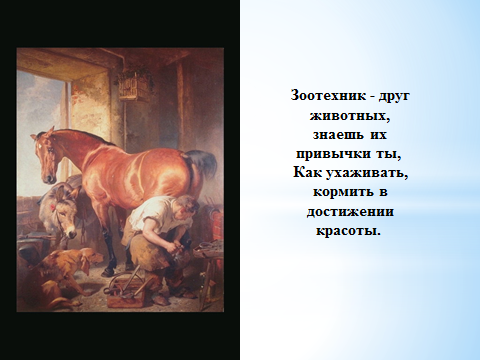 Зоотехник - друг
животных,
знаешь их
привычки ты,
Как ухаживать,
кормить в
достижении
красоты.